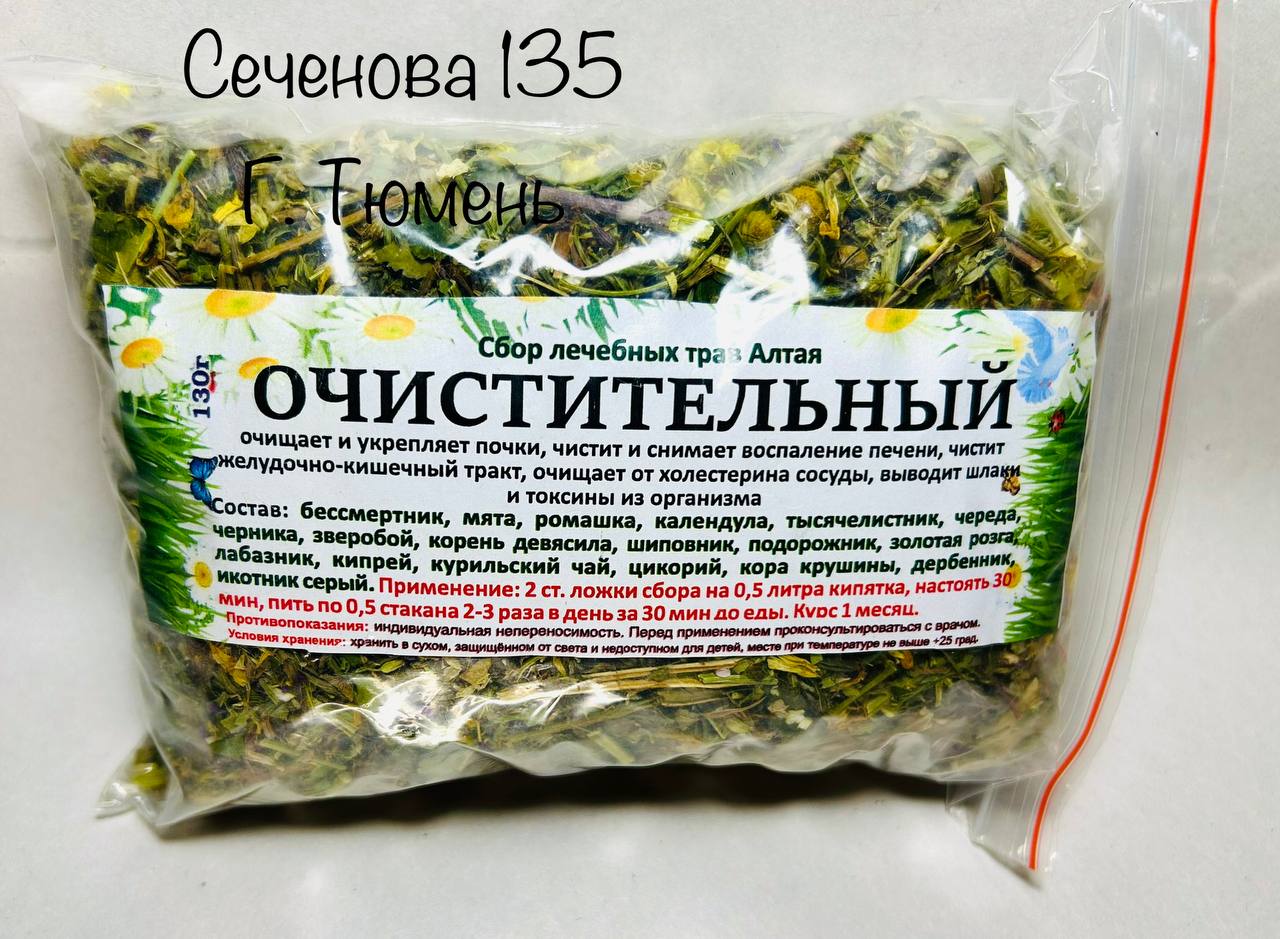 Сеченова 135
Г. Тюмень
130г
Сбор лечебных трав Алтая
ОЧИСТИТЕЛЬНЫЙ
очищает и укрепляет почки, чистит и снимает воспаление печени, чистит
желудочно-кишечный тракт, очищает от холестерина сосуды, выводит шлаки
и токсины из организма
Состав: бессмертник, мята, ромашка, календула, тысячелистник, череда,
черника, зверобой, корень девясила, шиповник, подорожник, золотая розга,
лабазник, кипрей, курильский чай, цикорий, кора крушины, дербенник,
икотник серый. Применение: 2 ст. ложки сбора на 0,5 литра кипятка, настоять 30
мин, пить по 0,5 стакана 2-3 раза в день за 30 мин до еды. Курс 1 месяц.
Противопоказания: индивидуальная непереносимость. Перед применением проконсультироваться с врачом.
Условия хранения: хранить в сухом, защищённом от света и недоступном для детей, месте при температуре не выше +25 град.